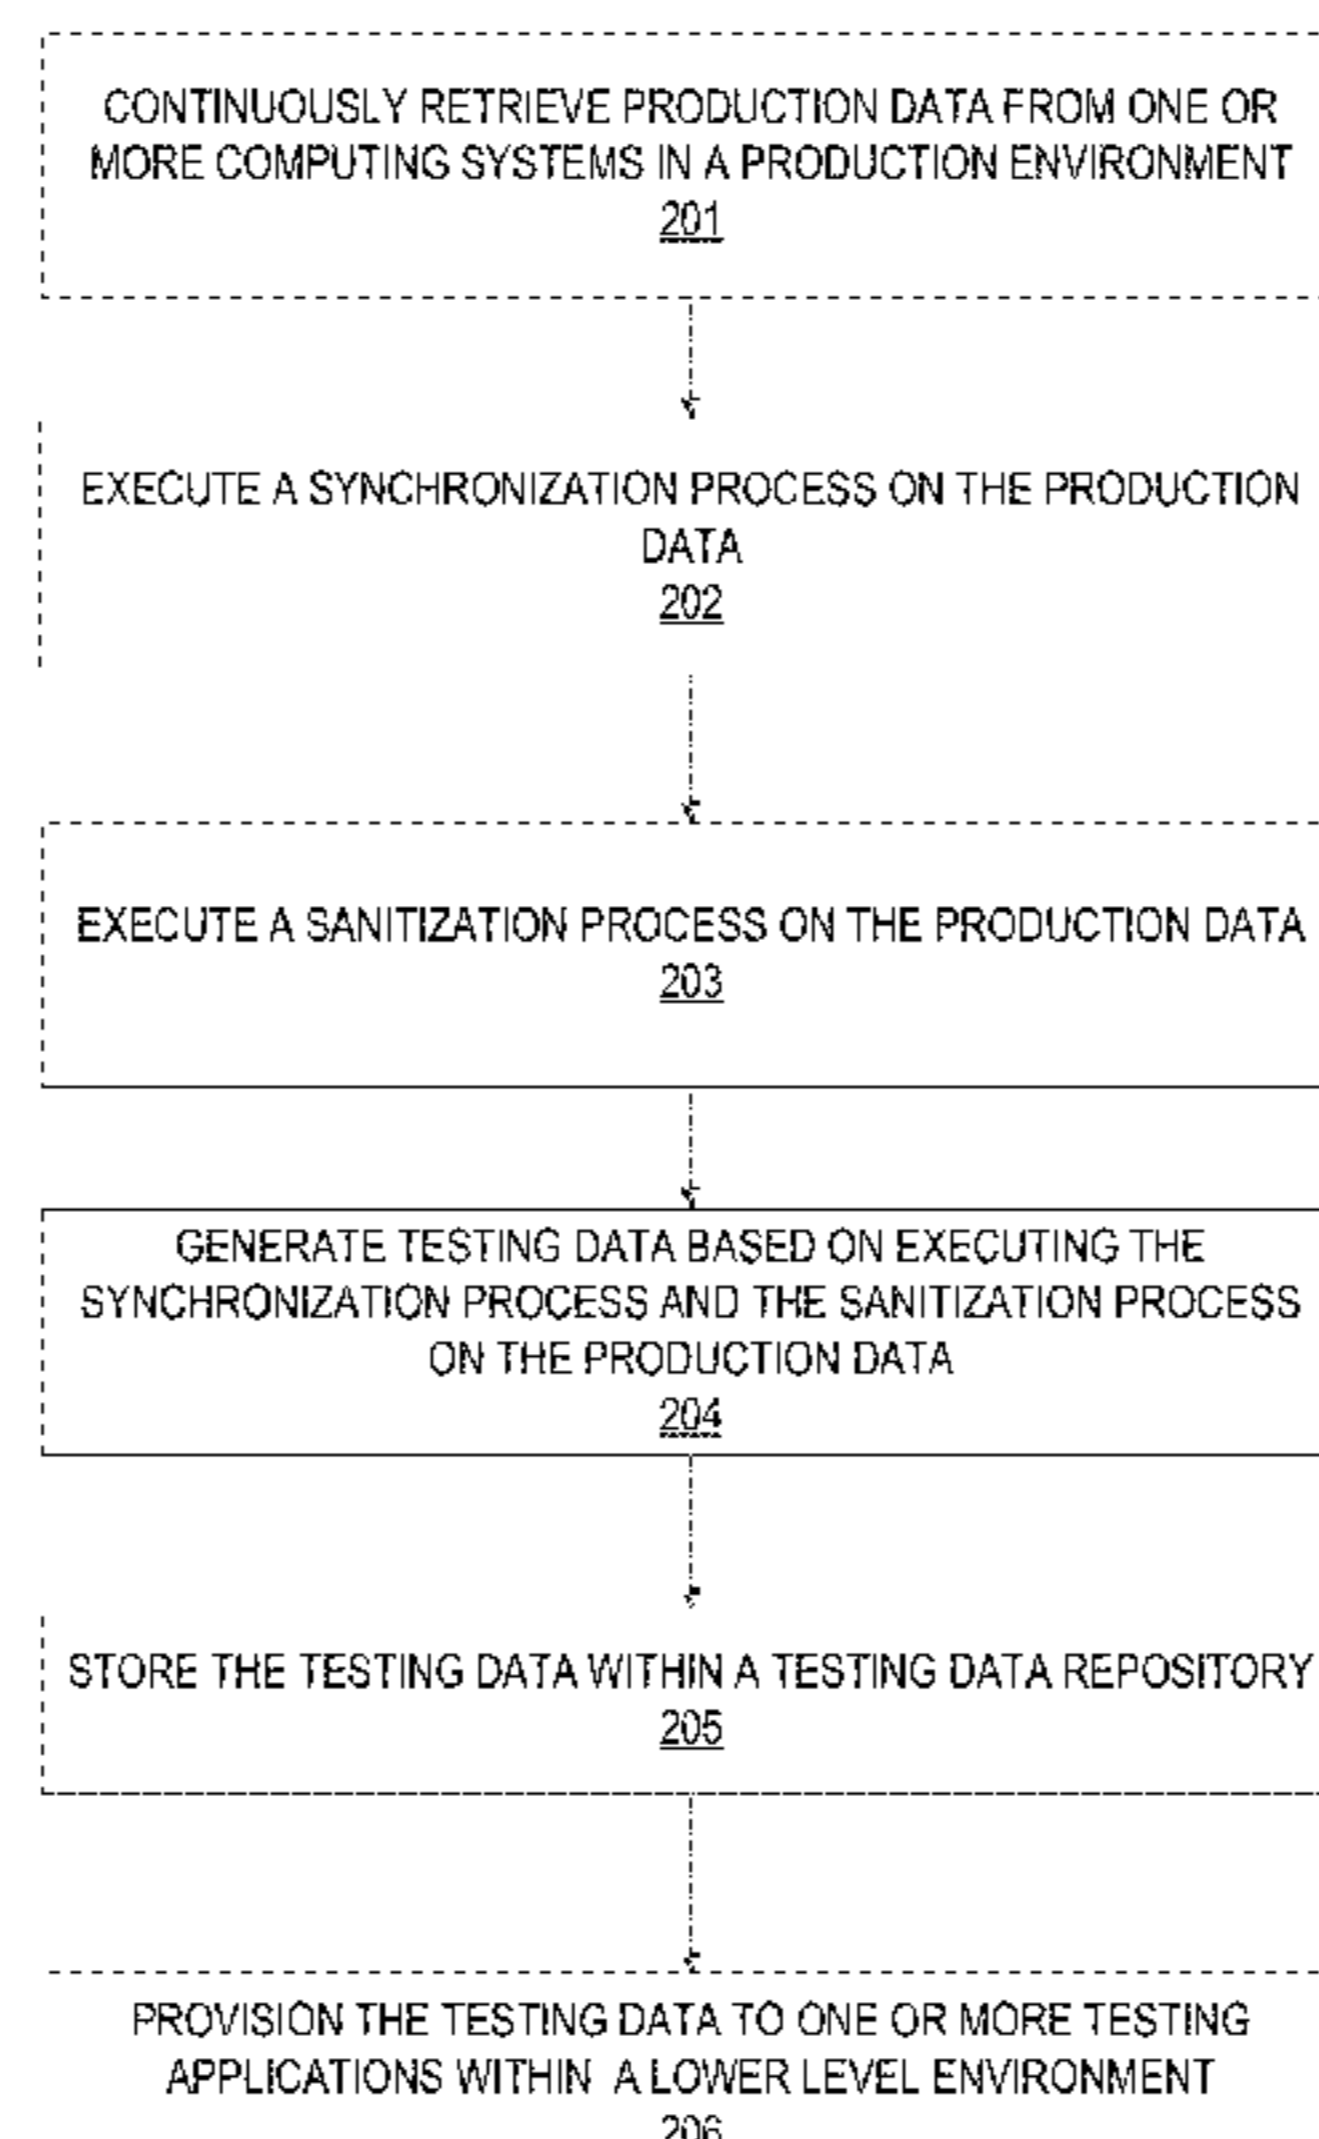 CONTINUOUSLY RETRIEVE PRODUCTION DATA FROM ONE OR
MORE COMPUTING SYSTEMS IN A PRODUCTION ENVIRONMENT
201
EXECUTE A SYNCHRONIZATION PROCESS ON THE PRODUCTION
DATA
202
EXECUTE A SANITIZATION PROCESS ON THE PRODUCTION DATA
203
GENERATE TESTING DATA BASED ON EXECUTING THE
SYNCHRONIZATION PROCESS AND THE SANITIZATION PROCESS
ON THE PRODUCTION DATA
204
STORE THE TESTING DATA WITHIN A TESTING DATA REPOSITORY
205
PROVISION THE TESTING DATA TO ONE OR MORE TESTING
APPLICATIONS WITHIN A LOWER LEVEL ENVIRONMENT
206